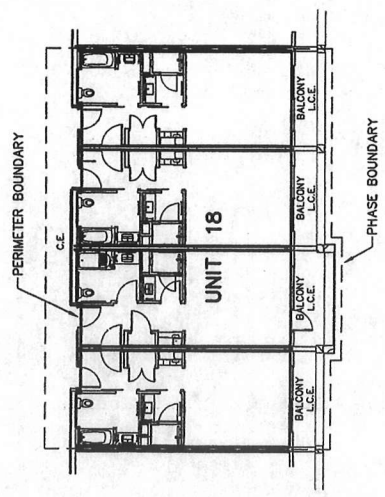 PERIMETER BOUNDARY
C.E.
UNIT 18
BALCONY
L.C.E.
BALCONY
L.C.E.
BALCONY
L.C.E.
BALCONY
L.C.E.
PHASE BOUNDARY